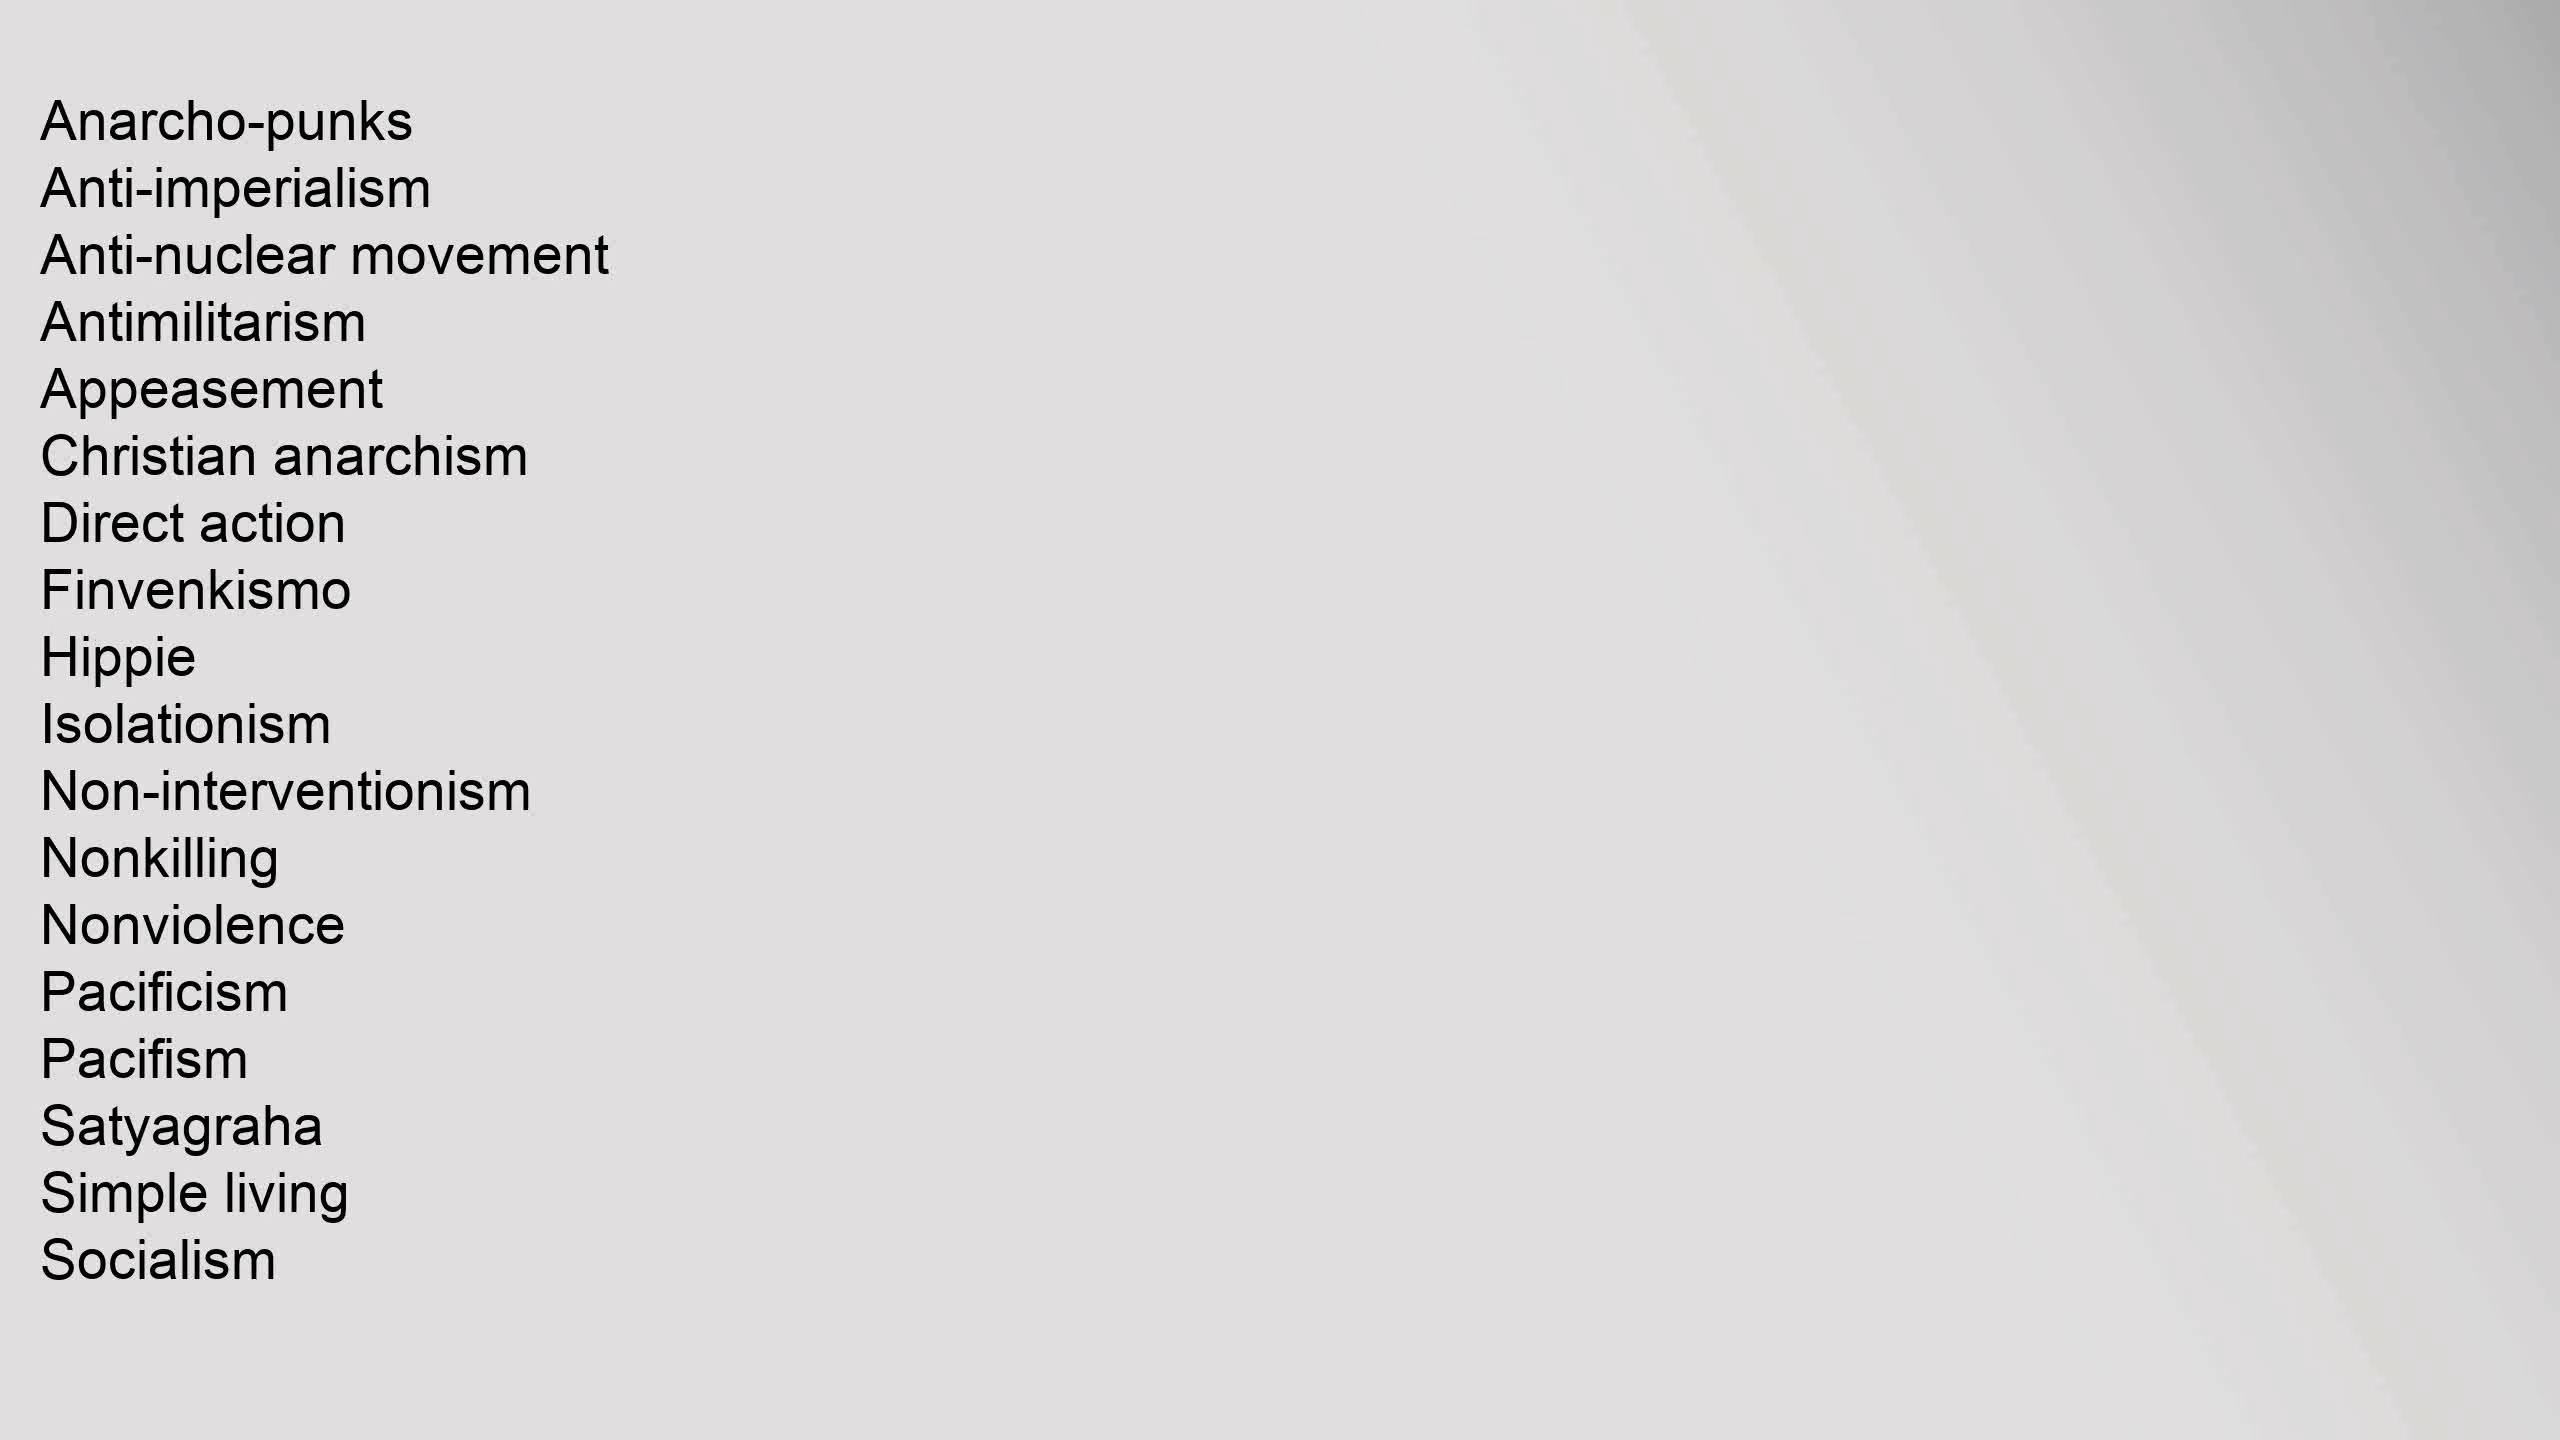 Anarcho-punks
Anti-imperialism
Anti-nuclear movement
Antimilitarism
Appeasement
Christian anarchism
Direct action
Finvenkismo
Hippie
Isolationism
Non-interventionism
Nonkilling
Nonviolence
Pacificism
Pacifism
Satyagraha
Simple living
Socialism